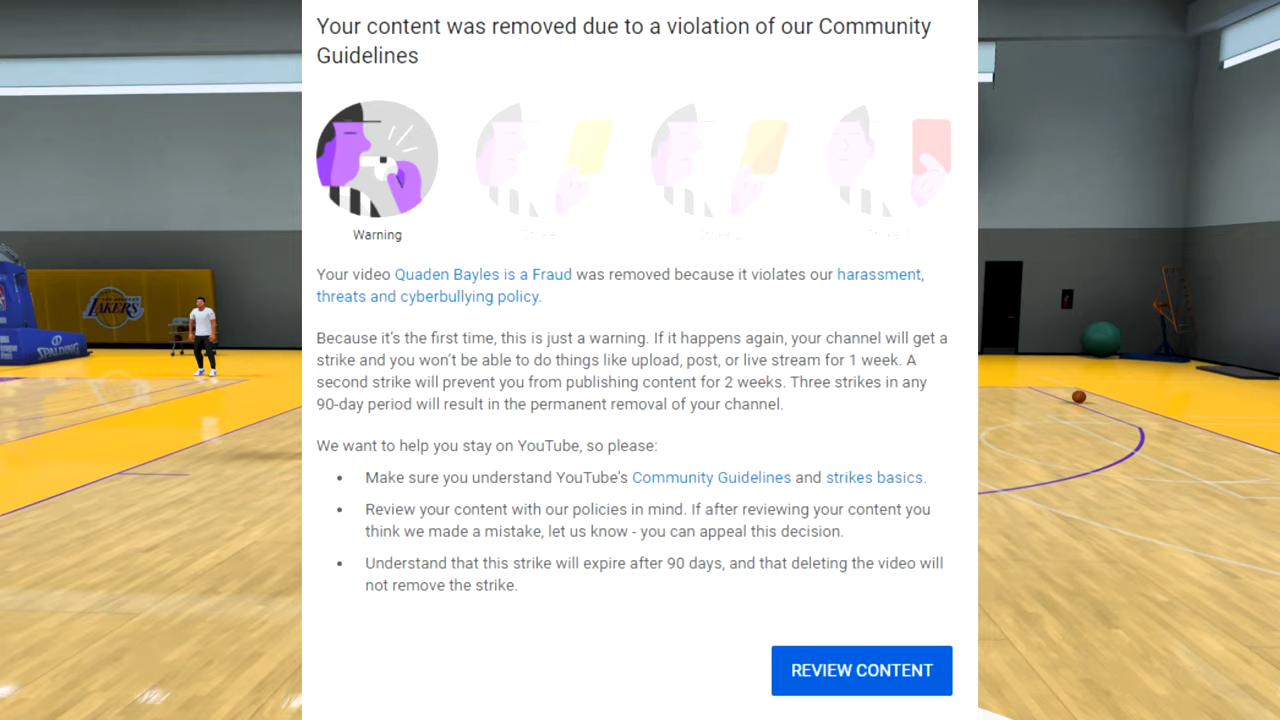 Your content was removed due to a violation of our Community
Guidelines
Warning
Your video Quaden Bayles is a Fraud was removed because it violates our harassment,
threats and cyberbullying policy.
Because it's the first time, this is just a warning. If it happens again, your channel will get a
strike and you won't be able to do things like upload, post, or live stream for 1 week. A
second strike will prevent you from publishing content for 2 weeks. Three strikes in any
90-day period will result in the permanent removal of your channel.
We want to help you stay on YouTube, so please:
• Make sure you understand YouTube's Community Guidelines and strikes basics.
• Review your content with our policies in mind. If after reviewing your content you
think we made a mistake, let us know - you can appeal this decision.
• Understand that this strike will expire after 90 days, and that deleting the video will
not remove the strike.
REVIEW CONTENT
LAKERS
SPALDING